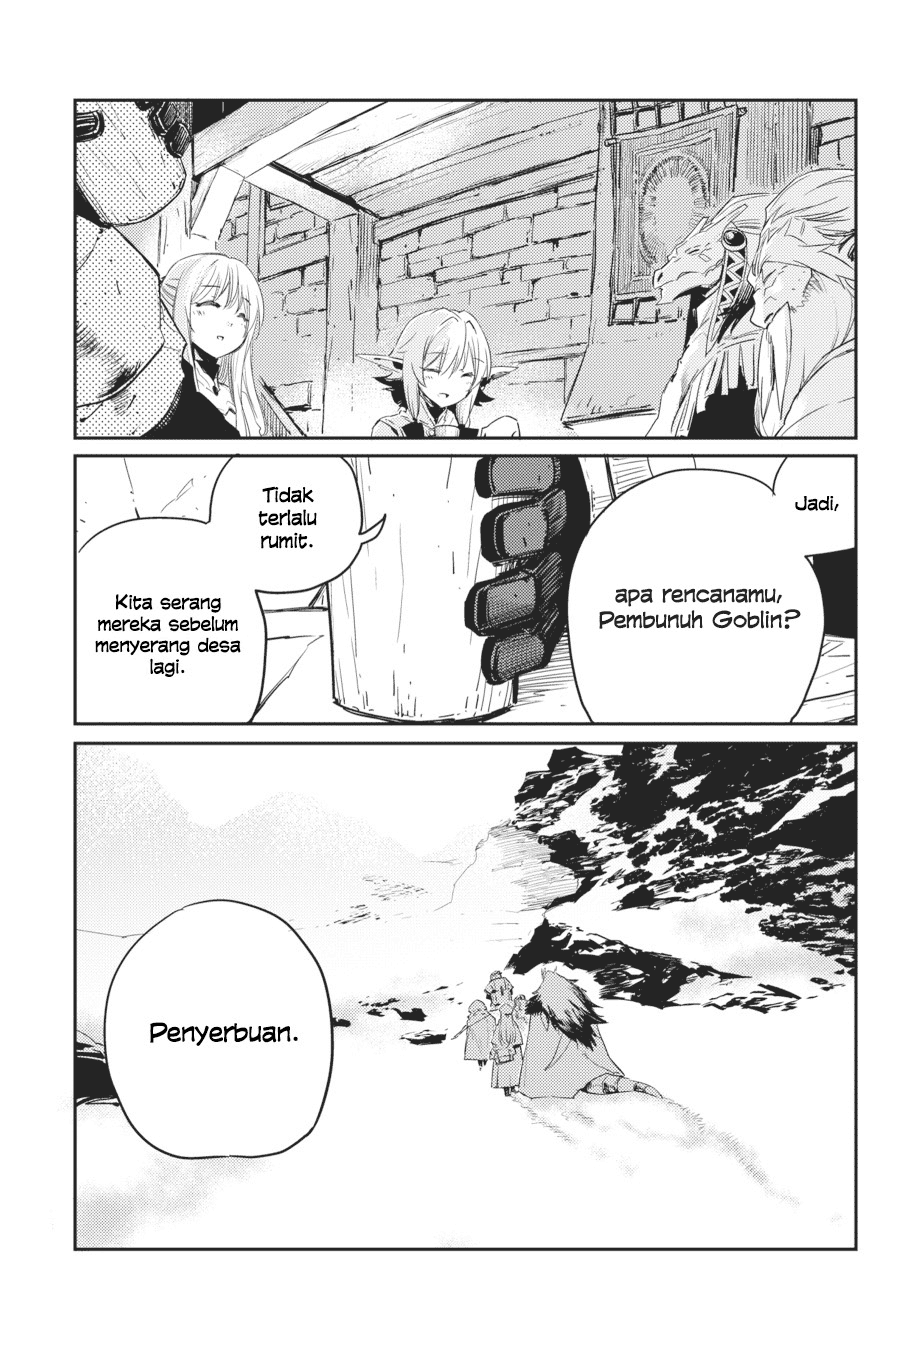 Jadi,
apa rencanamu,
Pembunuh Goblin?
Tidak
terlalu
rumit.
Kita serang
mereka sebelum
menyerang desa
lagi.
Penyerbuan.